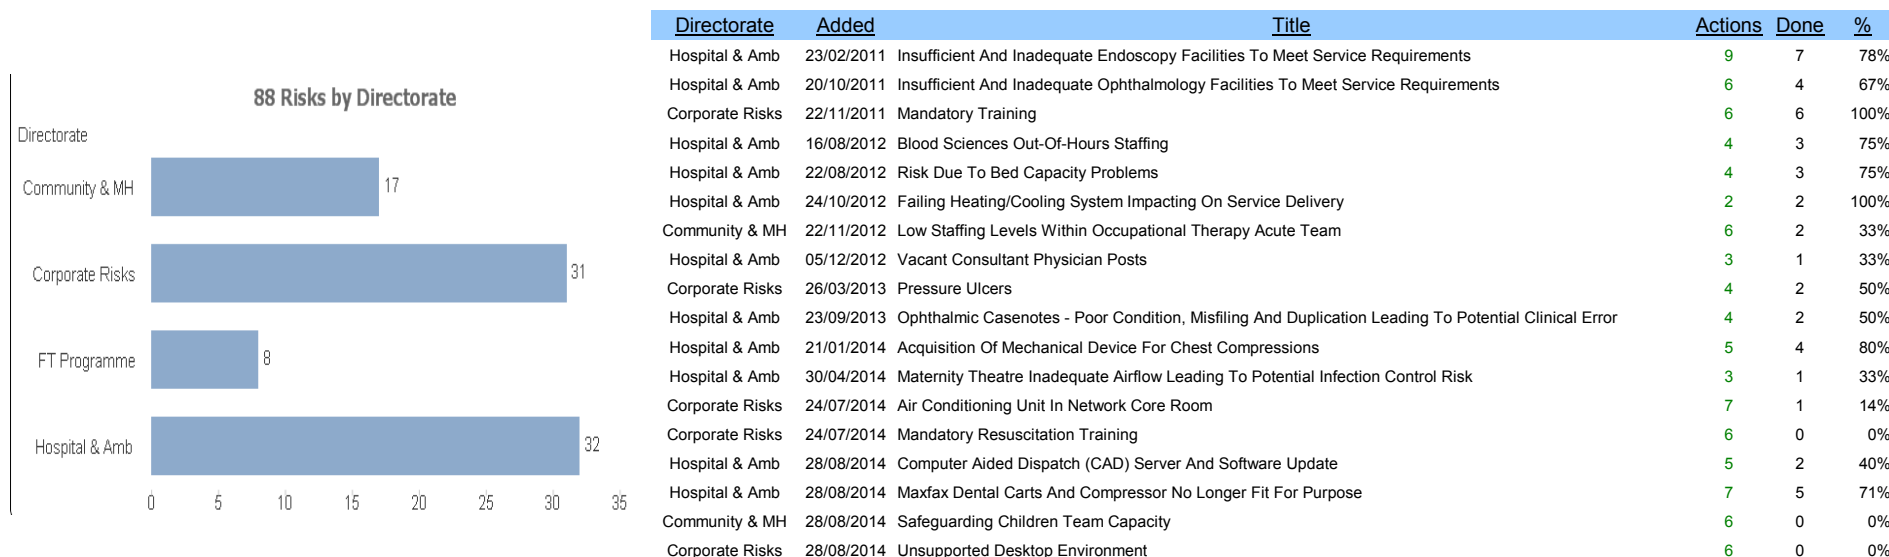 88 Risks by Directorate
Directorate
Community & MH 17
Corporate Risks 31
FT Programme 8
Hospital & Amb 32
0 5 10 15 20 25 30 35
Directorate Added Title Actions Done %
Hospital & Amb 23/02/2011 Insufficient And Inadequate Endoscopy Facilities To Meet Service Requirements 9 7 78%
Hospital & Amb 20/10/2011 Insufficient And Inadequate Ophthalmology Facilities To Meet Service Requirements 6 4 67%
Corporate Risks 22/11/2011 Mandatory Training 6 6 100%
Hospital & Amb 16/08/2012 Blood Sciences Out-Of-Hours Staffing 4 3 75%
Hospital & Amb 22/08/2012 Risk Due To Bed Capacity Problems 4 3 75%
Hospital & Amb 24/10/2012 Failing Heating/Cooling System Impacting On Service Delivery 2 2 100%
Community & MH 22/11/2012 Low Staffing Levels Within Occupational Therapy Acute Team 6 2 33%
Hospital & Amb 05/12/2012 Vacant Consultant Physician Posts 3 1 33%
Corporate Risks 26/03/2013 Pressure Ulcers 4 2 50%
Hospital & Amb 23/09/2013 Ophthalmic Casenotes - Poor Condition, Misfiling And Duplication Leading To Potential Clinical Error 4 2 50%
Hospital & Amb 21/01/2014 Acquisition Of Mechanical Device For Chest Compressions 5 4 80%
Hospital & Amb 30/04/2014 Maternity Theatre Inadequate Airflow Leading To Potential Infection Control Risk 3 1 33%
Corporate Risks 24/07/2014 Air Conditioning Unit In Network Core Room 7 1 14%
Corporate Risks 24/07/2014 Mandatory Resuscitation Training 6 0 0%
Hospital & Amb 28/08/2014 Computer Aided Dispatch (CAD) Server And Software Update 5 2 40%
Hospital & Amb 28/08/2014 Maxfax Dental Carts And Compressor No Longer Fit For Purpose 7 5 71%
Community & MH 28/08/2014 Safeguarding Children Team Capacity 6 0 0%
Corporate Risks 28/08/2014 Unsupported Desktop Environment 6 0 0%